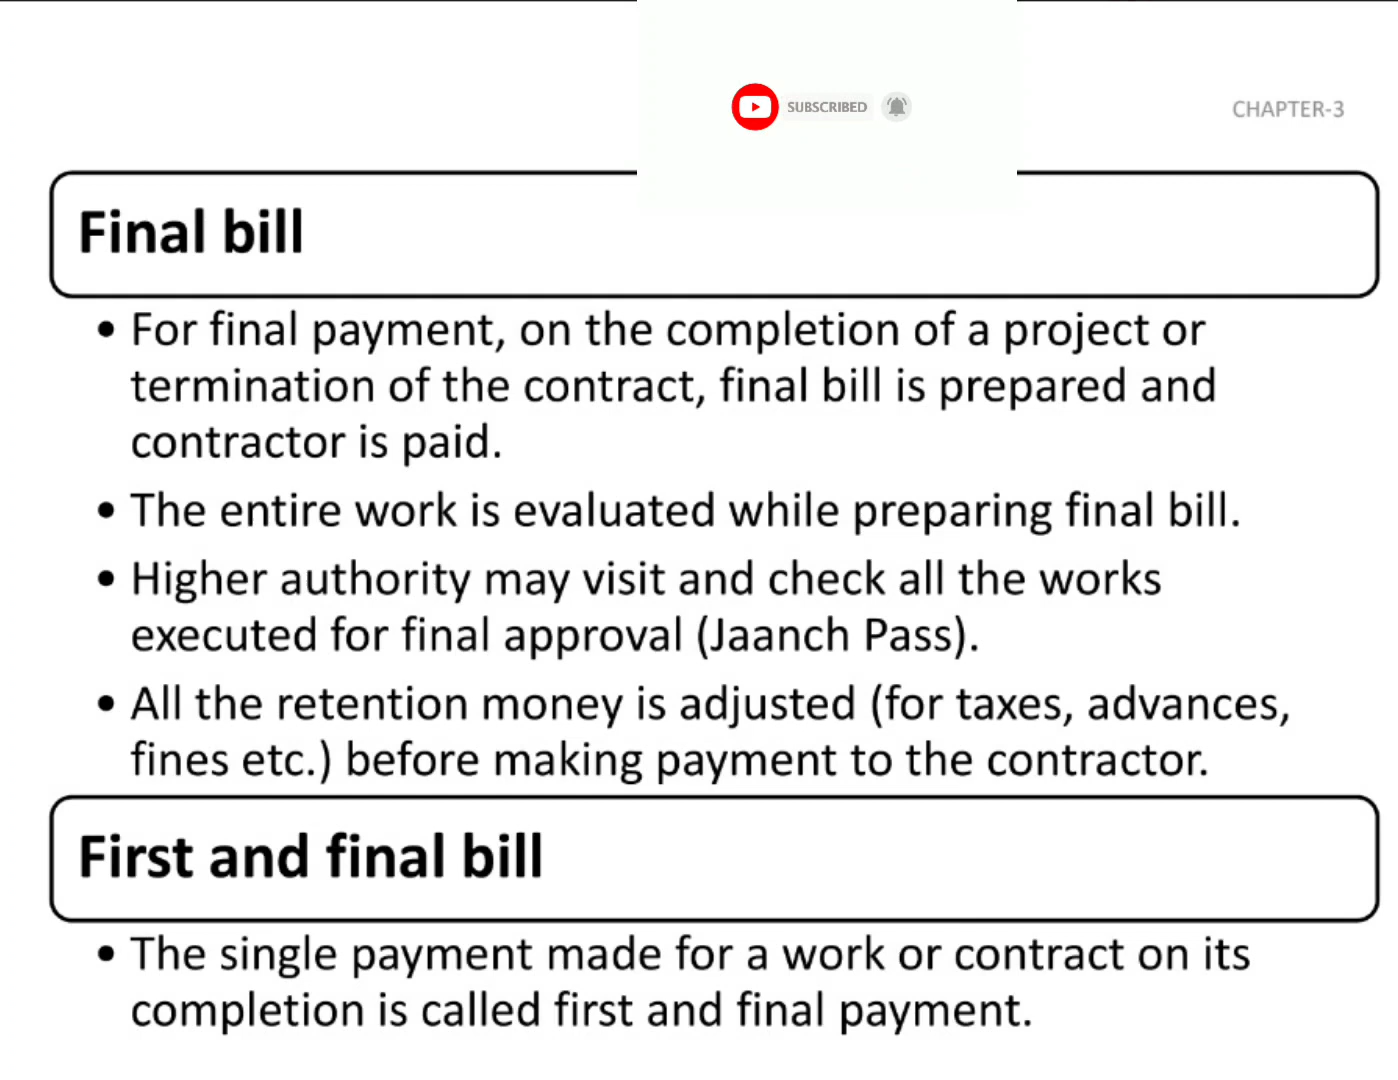 SUBSCRIBED
CHAPTER-3
Final bill
• For final payment, on the completion of a project or
termination of the contract, final bill is prepared and
contractor is paid.
• The entire work is evaluated while preparing final bill.
• Higher authority may visit and check all the works
executed for final approval (Jaanch Pass).
• All the retention money is adjusted (for taxes, advances,
fines etc.) before making payment to the contractor.
First and final bill
• The single payment made for a work or contract on its
completion is called first and final payment.